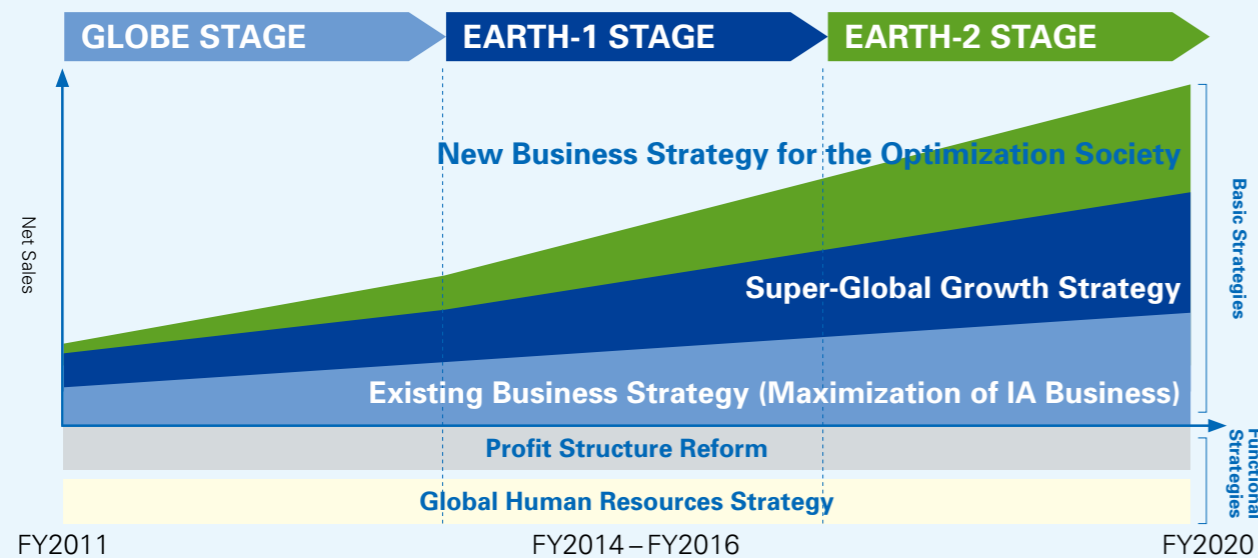 GLOBE STAGE
EARTH-1 STAGE
EARTH-2 STAGE
Net Sales
New Business Strategy for the Optimization Society
Super-Global Growth Strategy
Existing Business Strategy (Maximization of IA Business)
Basic Strategies
Profit Structure Reform
Global Human Resources Strategy
Functional
Strategies
FY2011
FY2014–FY2016
FY2020